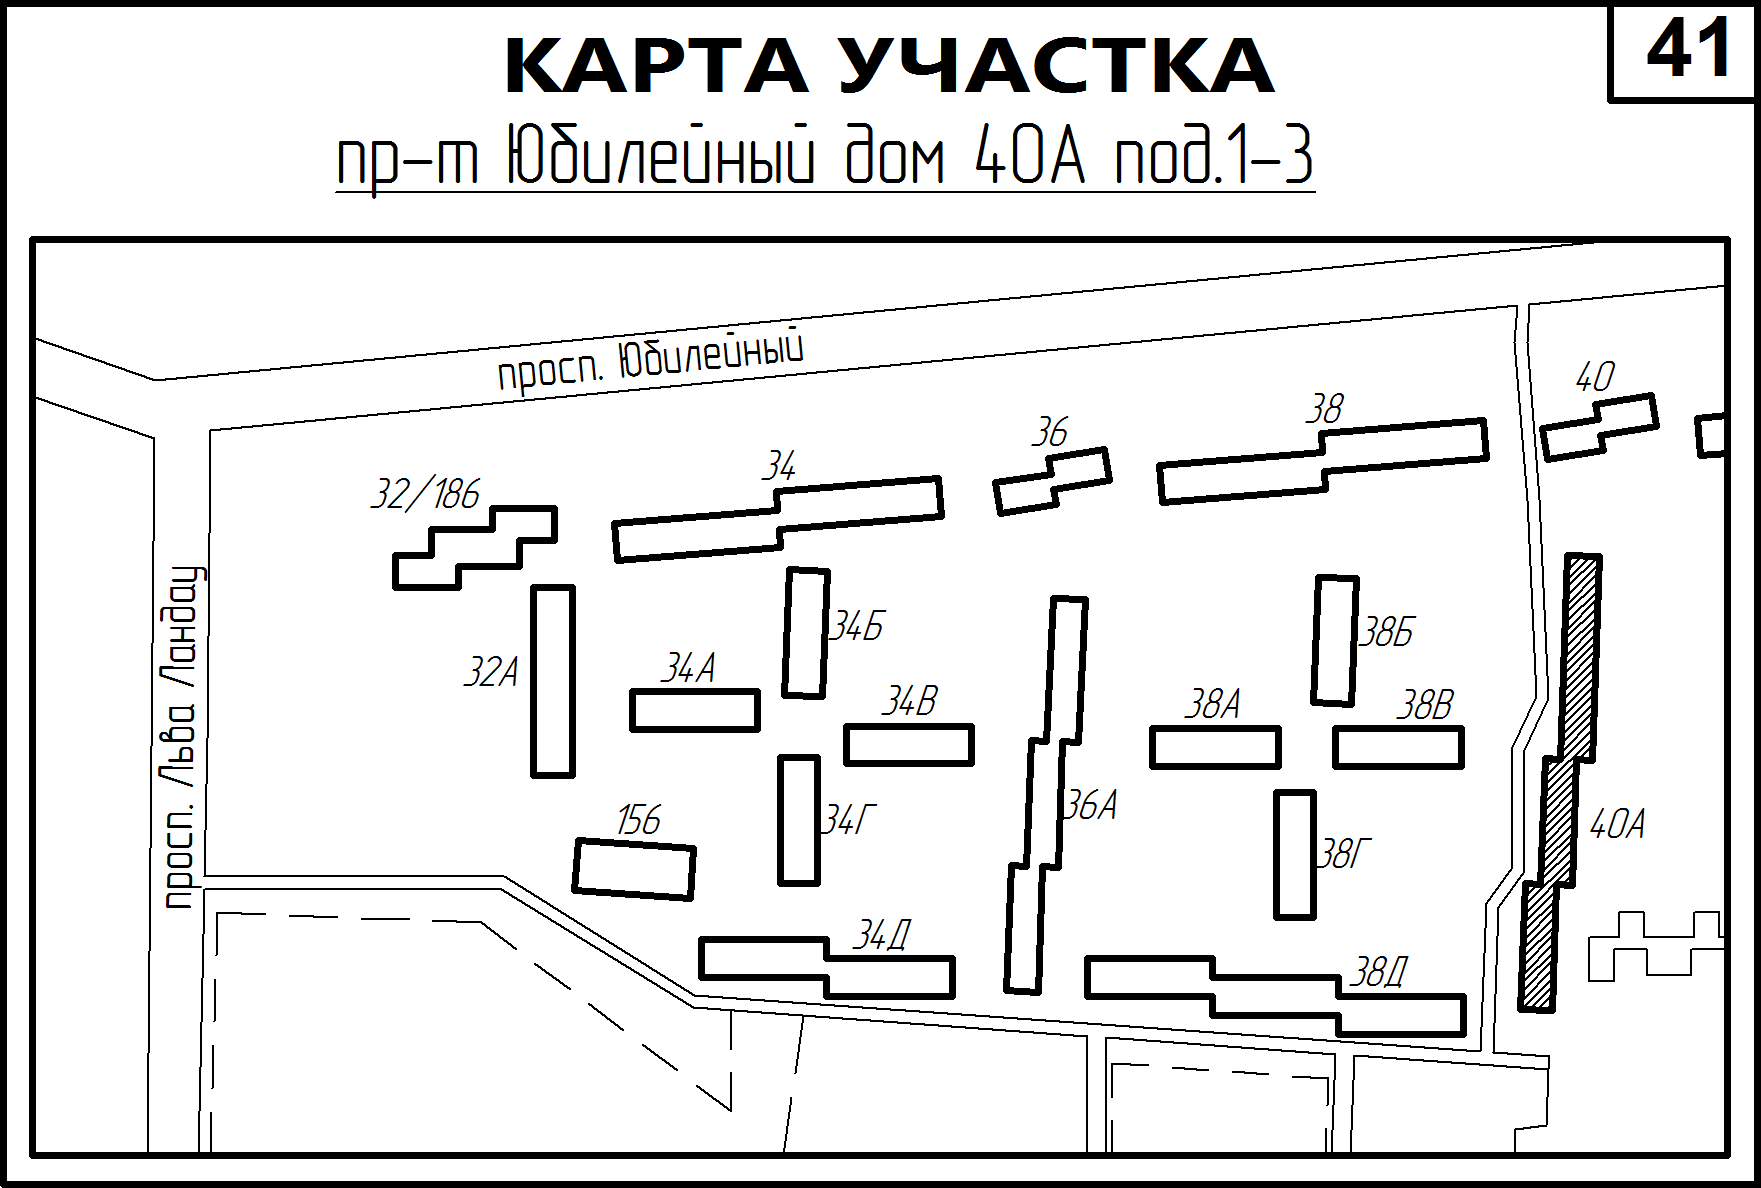 41
КАРТА УЧАСТКА
пр-т Юбилейный дом 40А под.1-3
просп. Юбилейный
40
38
36
34
32/186
просп. Льва Ландау
32А
34А
34Б
34В
38А
38Б
38В
156
34Г
36А
38Г
40А
34Д
38Д